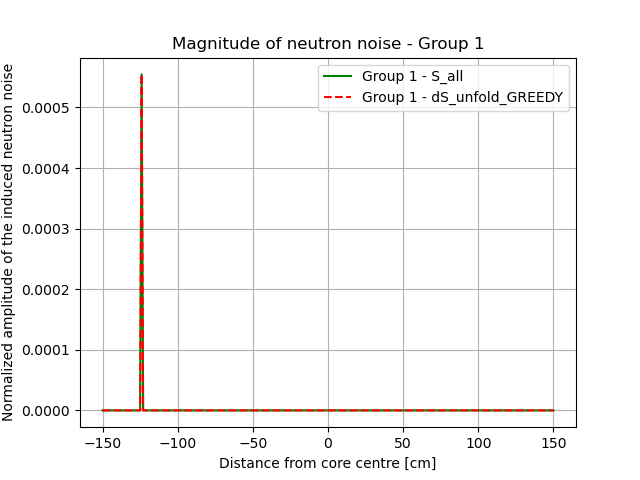 Magnitude of neutron noise - Group 1
Normalized amplitude of the induced neutron noise
Group 1 - S_all
Group 1 - dS_unfold_GREEDY
0.0005
0.0004
0.0003
0.0002
0.0001
0.0000
−150
−100
−50
0
50
100
150
Distance from core centre [cm]